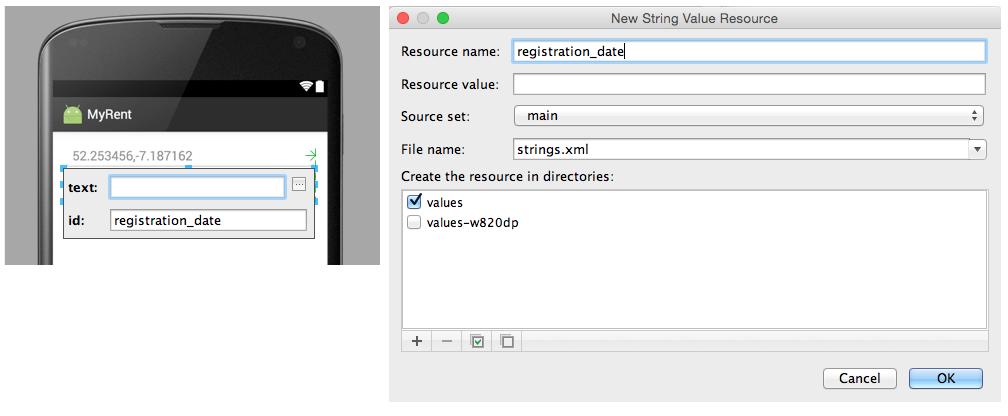 MyRent
52.253456,-7.187162
text:
...
id: registration_date
New String Value Resource
Resource name: registration_date
Resource value:
Source set: main
File name: strings.xml
Create the resource in directories:
values
values-w820dp
Cancel OK